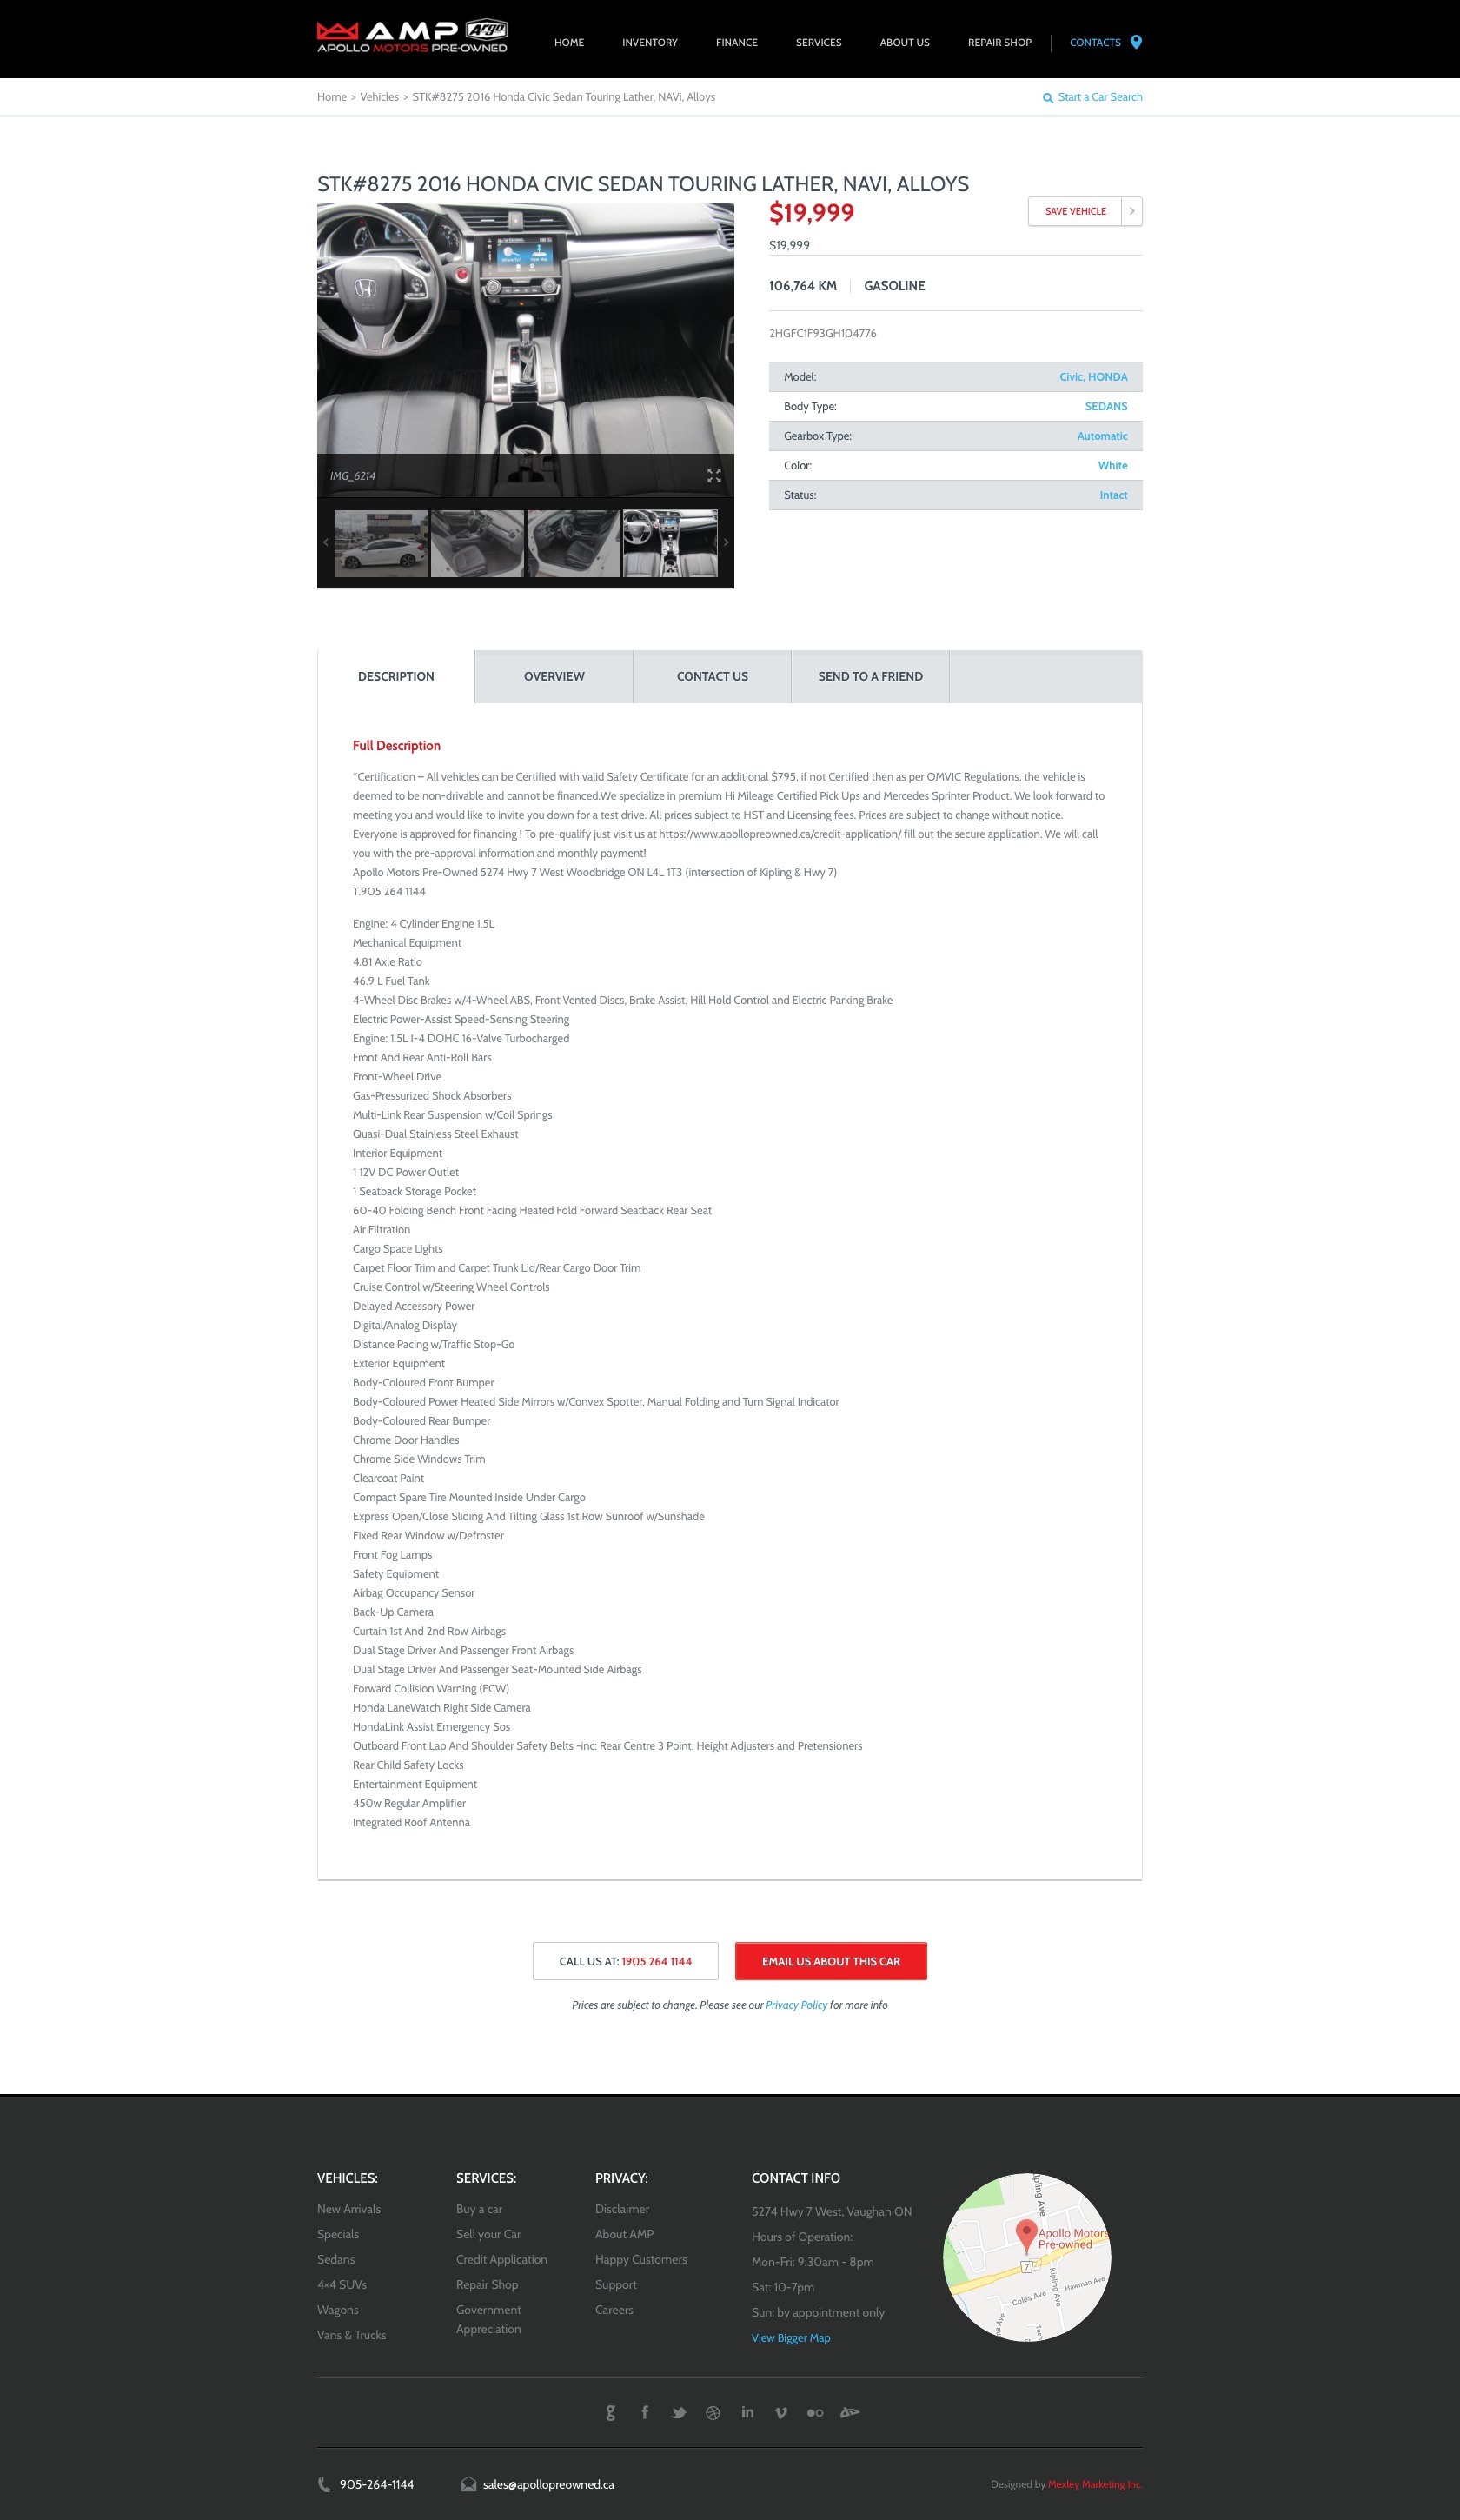 AMP Argo
APOLLO MOTORS PRE-OWNED
HOME
INVENTORY
FINANCE
SERVICES
ABOUT US
REPAIR SHOP
CONTACTS
Home > Vehicles > STK#8275 2016 Honda Civic Sedan Touring Lather, NAVi, Alloys
Start a Car Search
STK#8275 2016 HONDA CIVIC SEDAN TOURING LATHER, NAVI, ALLOYS
$19,999
SAVE VEHICLE
$19,999
106,764 KM
GASOLINE
2HGFC1F93GH104776
Model: Civic, HONDA
Body Type: SEDANS
Gearbox Type: Automatic
Color: White
Status: Intact
IMG_6214
DESCRIPTION
OVERVIEW
CONTACT US
SEND TO A FRIEND
Full Description
*Certification – All vehicles can be Certified with valid Safety Certificate for an additional $795, if not Certified then as per OMVIC Regulations, the vehicle is
deemed to be non-drivable and cannot be financed.We specialize in premium Hi Mileage Certified Pick Ups and Mercedes Sprinter Product. We look forward to
meeting you and would like to invite you down for a test drive. All prices subject to HST and Licensing fees. Prices are subject to change without notice.
Everyone is approved for financing ! To pre-qualify just visit us at https://www.apollopreowned.ca/credit-application/ fill out the secure application. We will call
you with the pre-approval information and monthly payment!
Apollo Motors Pre-Owned 5274 Hwy 7 West Woodbridge ON L4L 1T3 (intersection of Kipling & Hwy 7)
T.905 264 1144
Engine: 4 Cylinder Engine 1.5L
Mechanical Equipment
4.81 Axle Ratio
46.9 L Fuel Tank
4-Wheel Disc Brakes w/4-Wheel ABS, Front Vented Discs, Brake Assist, Hill Hold Control and Electric Parking Brake
Electric Power-Assist Speed-Sensing Steering
Engine: 1.5L I-4 DOHC 16-Valve Turbocharged
Front And Rear Anti-Roll Bars
Front-Wheel Drive
Gas-Pressurized Shock Absorbers
Multi-Link Rear Suspension w/Coil Springs
Quasi-Dual Stainless Steel Exhaust
Interior Equipment
1 12V DC Power Outlet
1 Seatback Storage Pocket
60-40 Folding Bench Front Facing Heated Fold Forward Seatback Rear Seat
Air Filtration
Cargo Space Lights
Carpet Floor Trim and Carpet Trunk Lid/Rear Cargo Door Trim
Cruise Control w/Steering Wheel Controls
Delayed Accessory Power
Digital/Analog Display
Distance Pacing w/Traffic Stop-Go
Exterior Equipment
Body-Coloured Front Bumper
Body-Coloured Power Heated Side Mirrors w/Convex Spotter, Manual Folding and Turn Signal Indicator
Body-Coloured Rear Bumper
Chrome Door Handles
Chrome Side Windows Trim
Clearcoat Paint
Compact Spare Tire Mounted Inside Under Cargo
Express Open/Close Sliding And Tilting Glass 1st Row Sunroof w/Sunshade
Fixed Rear Window w/Defroster
Front Fog Lamps
Safety Equipment
Airbag Occupancy Sensor
Back-Up Camera
Curtain 1st And 2nd Row Airbags
Dual Stage Driver And Passenger Front Airbags
Dual Stage Driver And Passenger Seat-Mounted Side Airbags
Forward Collision Warning (FCW)
Honda LaneWatch Right Side Camera
HondaLink Assist Emergency Sos
Outboard Front Lap And Shoulder Safety Belts -inc: Rear Centre 3 Point, Height Adjusters and Pretensioners
Rear Child Safety Locks
Entertainment Equipment
450w Regular Amplifier
Integrated Roof Antenna
CALL US AT: 1905 264 1144
EMAIL US ABOUT THIS CAR
Prices are subject to change. Please see our Privacy Policy for more info
VEHICLES:
New Arrivals
Specials
Sedans
4×4 SUVs
Wagons
Vans & Trucks
SERVICES:
Buy a car
Sell your Car
Credit Application
Repair Shop
Government
Appreciation
PRIVACY:
Disclaimer
About AMP
Happy Customers
Support
Careers
CONTACT INFO
5274 Hwy 7 West, Vaughan ON
Hours of Operation:
Mon-Fri: 9:30am - 8pm
Sat: 10-7pm
Sun: by appointment only
View Bigger Map
Apollo Motors
Pre-owned
7
Kipling Ave
Coles Ave
Hawman Ave
905-264-1144
sales@apollopreowned.ca
Designed by Mexley Marketing Inc.